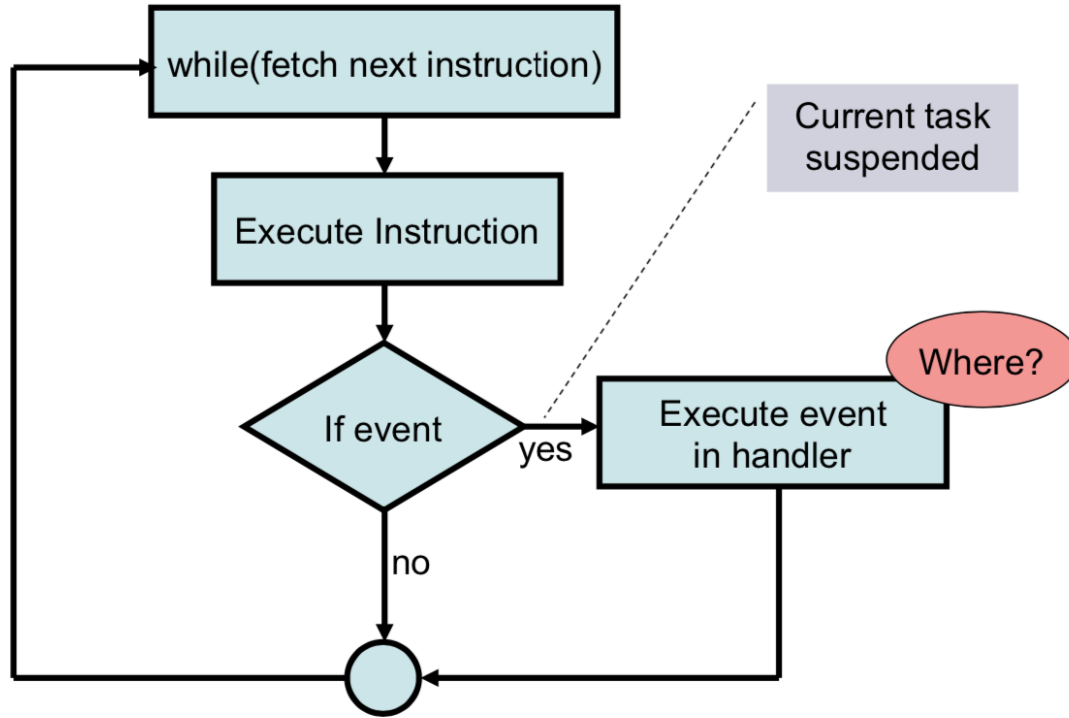 while(fetch next instruction)
Current task
suspended
Execute Instruction
Where?
If event
yes
Execute event
in handler
no